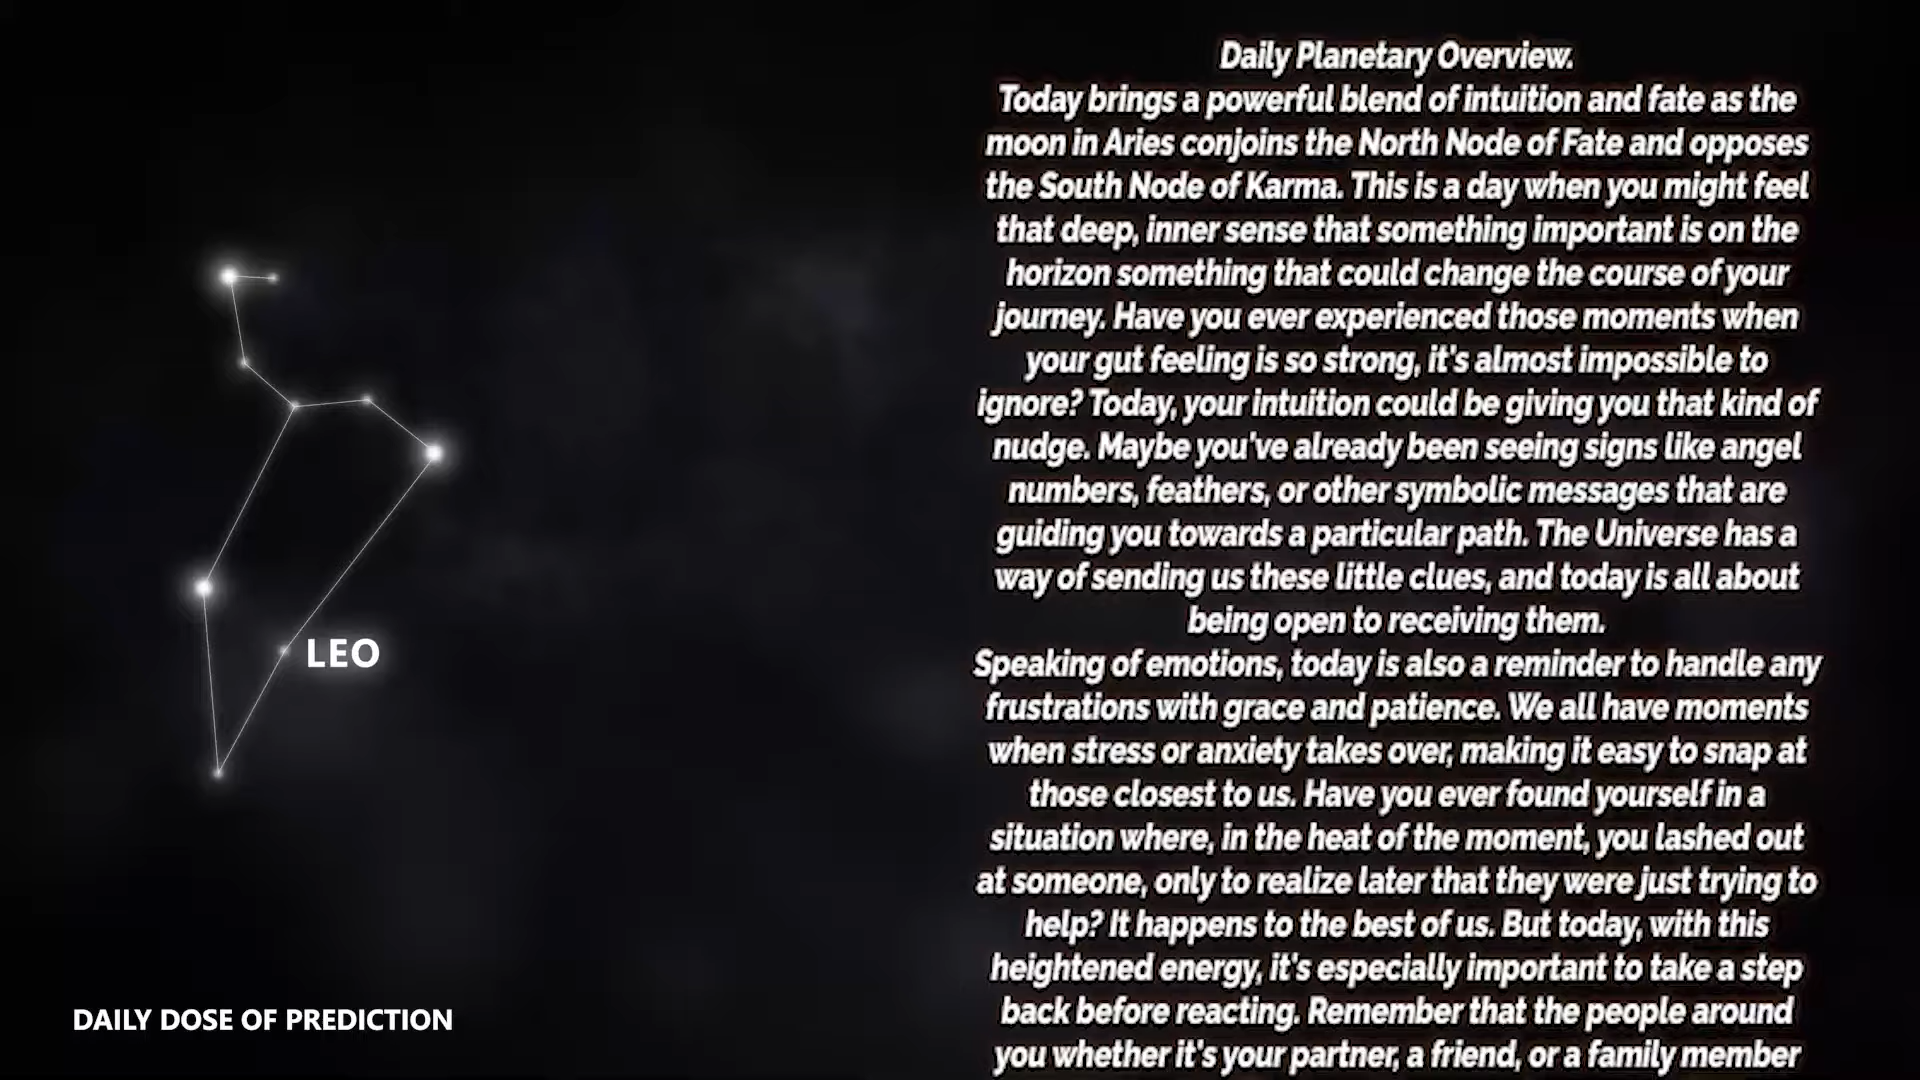 Daily Planetary Overview.
Today brings a powerful blend of intuition and fate as the
moon in Aries conjoins the North Node of Fate and opposes
the South Node of Karma. This is a day when you might feel
that deep, inner sense that something important is on the
horizon something that could change the course of your
journey. Have you ever experienced those moments when
your gut feeling is so strong, it's almost impossible to
ignore? Today, your intuition could be giving you that kind of
nudge. Maybe you've already been seeing signs like angel
numbers, feathers, or other symbolic messages that are
guiding you towards a particular path. The Universe has a
way of sending us these little clues, and today is all about
being open to receiving them.
Speaking of emotions, today is also a reminder to handle any
frustrations with grace and patience. We all have moments
when stress or anxiety takes over, making it easy to snap at
those closest to us. Have you ever found yourself in a
situation where, in the heat of the moment, you lashed out
at someone, only to realize later that they were just trying to
help? It happens to the best of us. But today, with this
heightened energy, it's especially important to take a step
back before reacting. Remember that the people around
you whether it's your partner, a friend, or a family member
LEO
DAILY DOSE OF PREDICTION